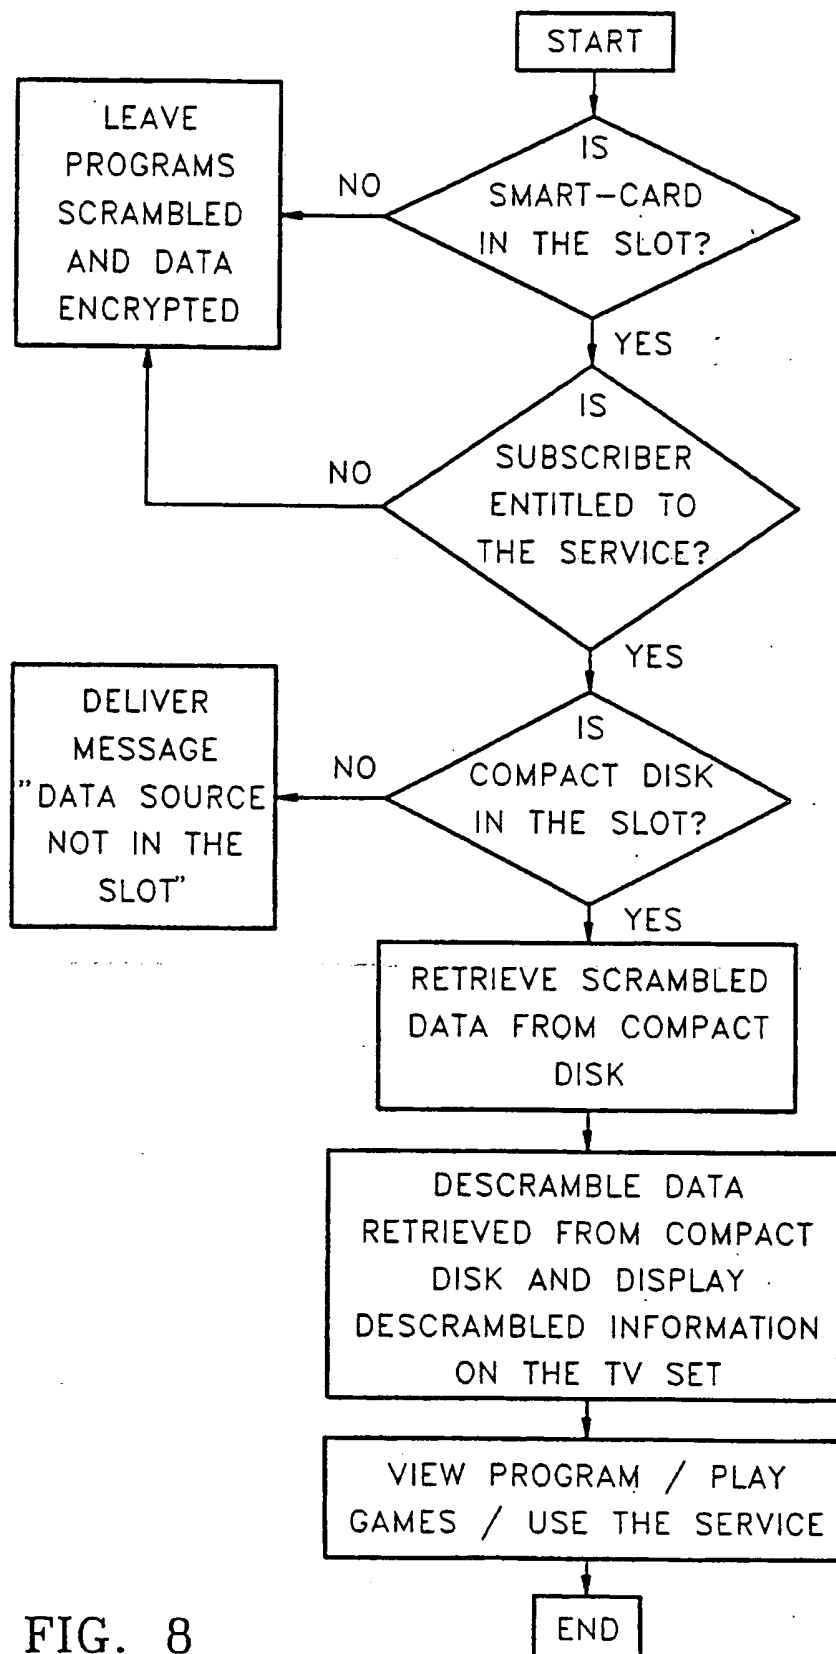 START
IS
SMART-CARD
IN THE SLOT?
NO
LEAVE
PROGRAMS
SCRAMBLED
AND DATA
ENCRYPTED
YES
IS
SUBSCRIBER
ENTITLED TO
THE SERVICE?
NO
YES
IS
COMPACT DISK
IN THE SLOT?
NO
DELIVER
MESSAGE
"DATA SOURCE
NOT IN THE
SLOT"
YES
RETRIEVE SCRAMBLED
DATA FROM COMPACT
DISK
DESCRAMBLE DATA
RETRIEVED FROM COMPACT
DISK AND DISPLAY
DESCRAMBLED INFORMATION
ON THE TV SET
VIEW PROGRAM / PLAY
GAMES / USE THE SERVICE
END
FIG. 8